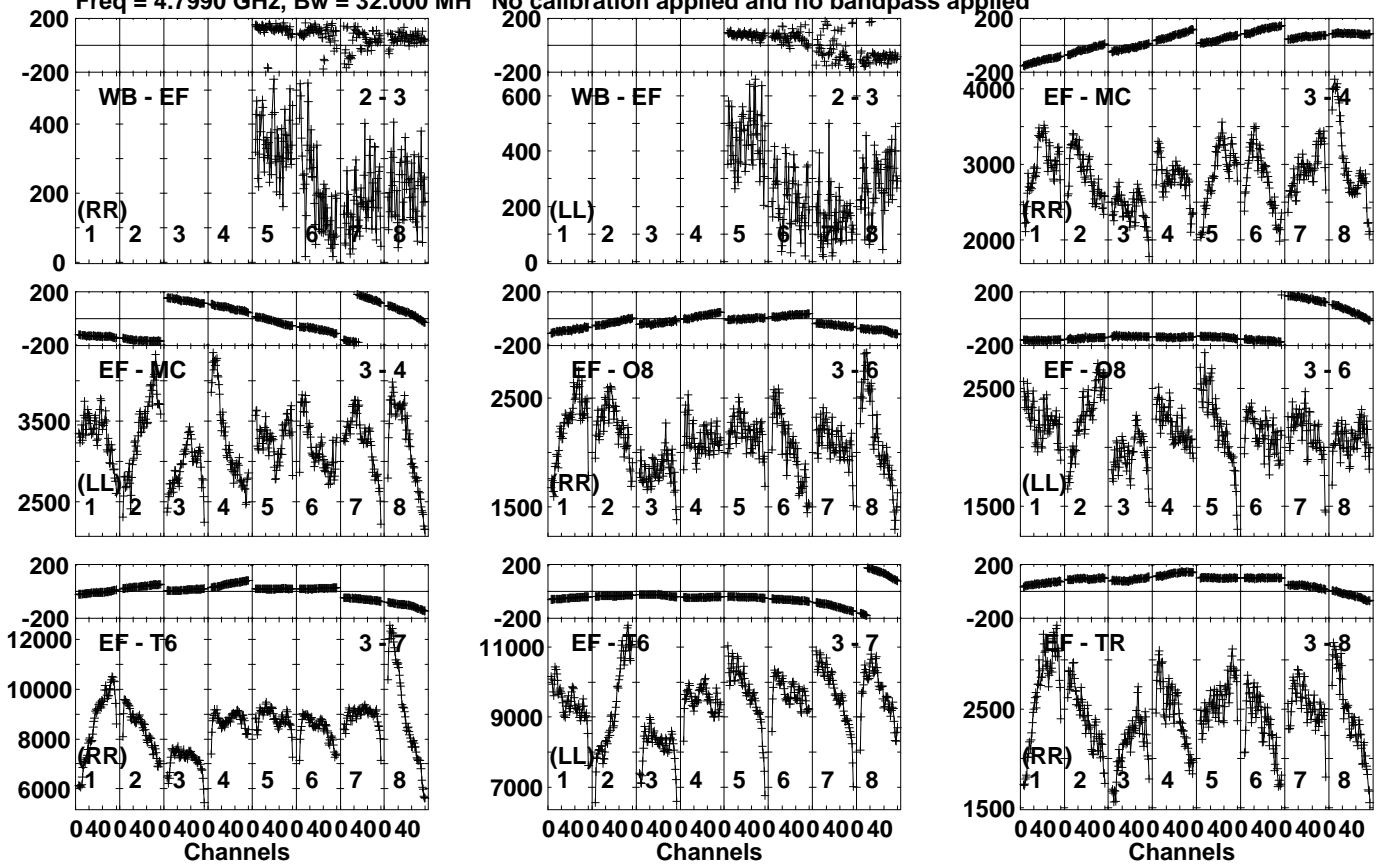 Freq = 4.7990 GHz, Bw = 32.000 MH No calibration applied and no bandpass applied
200
-200
WB - EF 2 - 3
400
200
0
(RR)
1 2 3 4 5 6 7 8
200
-200
WB - EF 2 - 3
600
400
200
0
(LL)
1 2 3 4 5 6 7 8
200
-200
EF - MC 3 - 4
4000
3000
2000
(RR)
1 2 3 4 5 6 7 8
200
-200
EF - MC 3 - 4
3500
2500
(LL)
1 2 3 4 5 6 7 8
200
-200
EF - O8 3 - 6
2500
1500
(RR)
1 2 3 4 5 6 7 8
200
-200
EF - O8 3 - 6
2500
1500
(LL)
1 2 3 4 5 6 7 8
200
-200
EF - T6 3 - 7
12000
10000
8000
6000
(RR)
1 2 3 4 5 6 7 8
0 40 0 40 0 40 0 40 0 40 0 40 0 40 0 40
Channels
200
-200
EF - T6 3 - 7
11000
9000
7000
(LL)
1 2 3 4 5 6 7 8
0 40 0 40 0 40 0 40 0 40 0 40 0 40 0 40
Channels
200
-200
EF - TR 3 - 8
2500
1500
(RR)
1 2 3 4 5 6 7 8
0 40 0 40 0 40 0 40 0 40 0 40 0 40 0 40
Channels